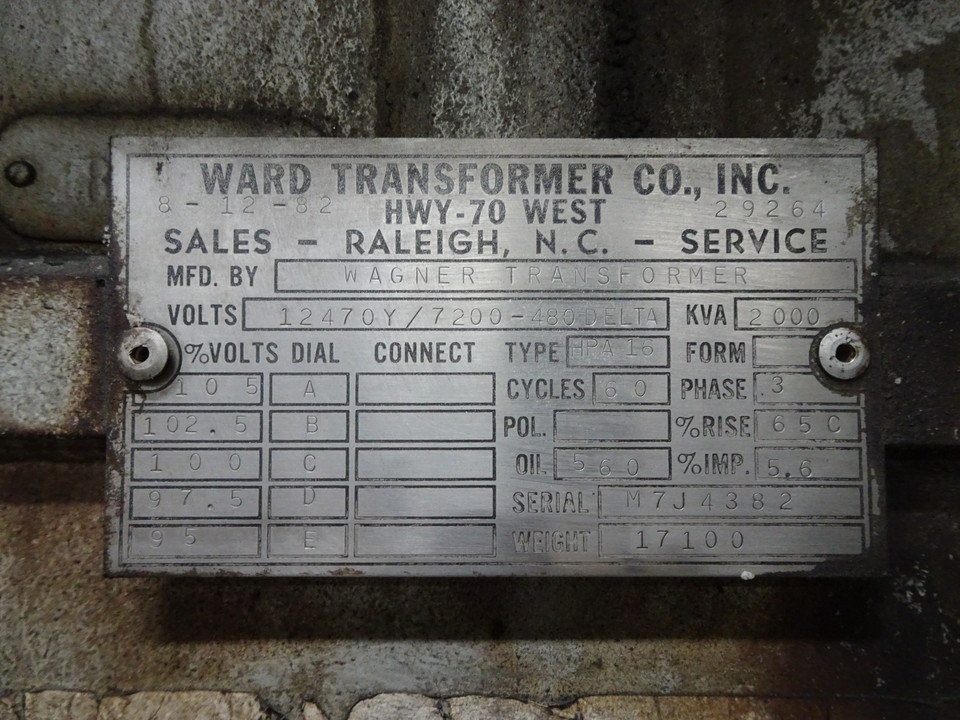 WARD TRANSFORMER CO., INC.
8-12-82 HWY-70 WEST 29264
SALES - RALEIGH, N.C. - SERVICE
MFD. BY WAGNER TRANSFORMER
VOLTS 12470Y/7200-480 DELTA KVA 2000
%VOLTS DIAL CONNECT TYPE HRA 16 FORM
105 A CYCLES 60 PHASE 3
102.5 B POL. %RISE 65C
100 C OIL 560 %IMP. 5.6
97.5 D SERIAL M7J4382
95 E WEIGHT 17100